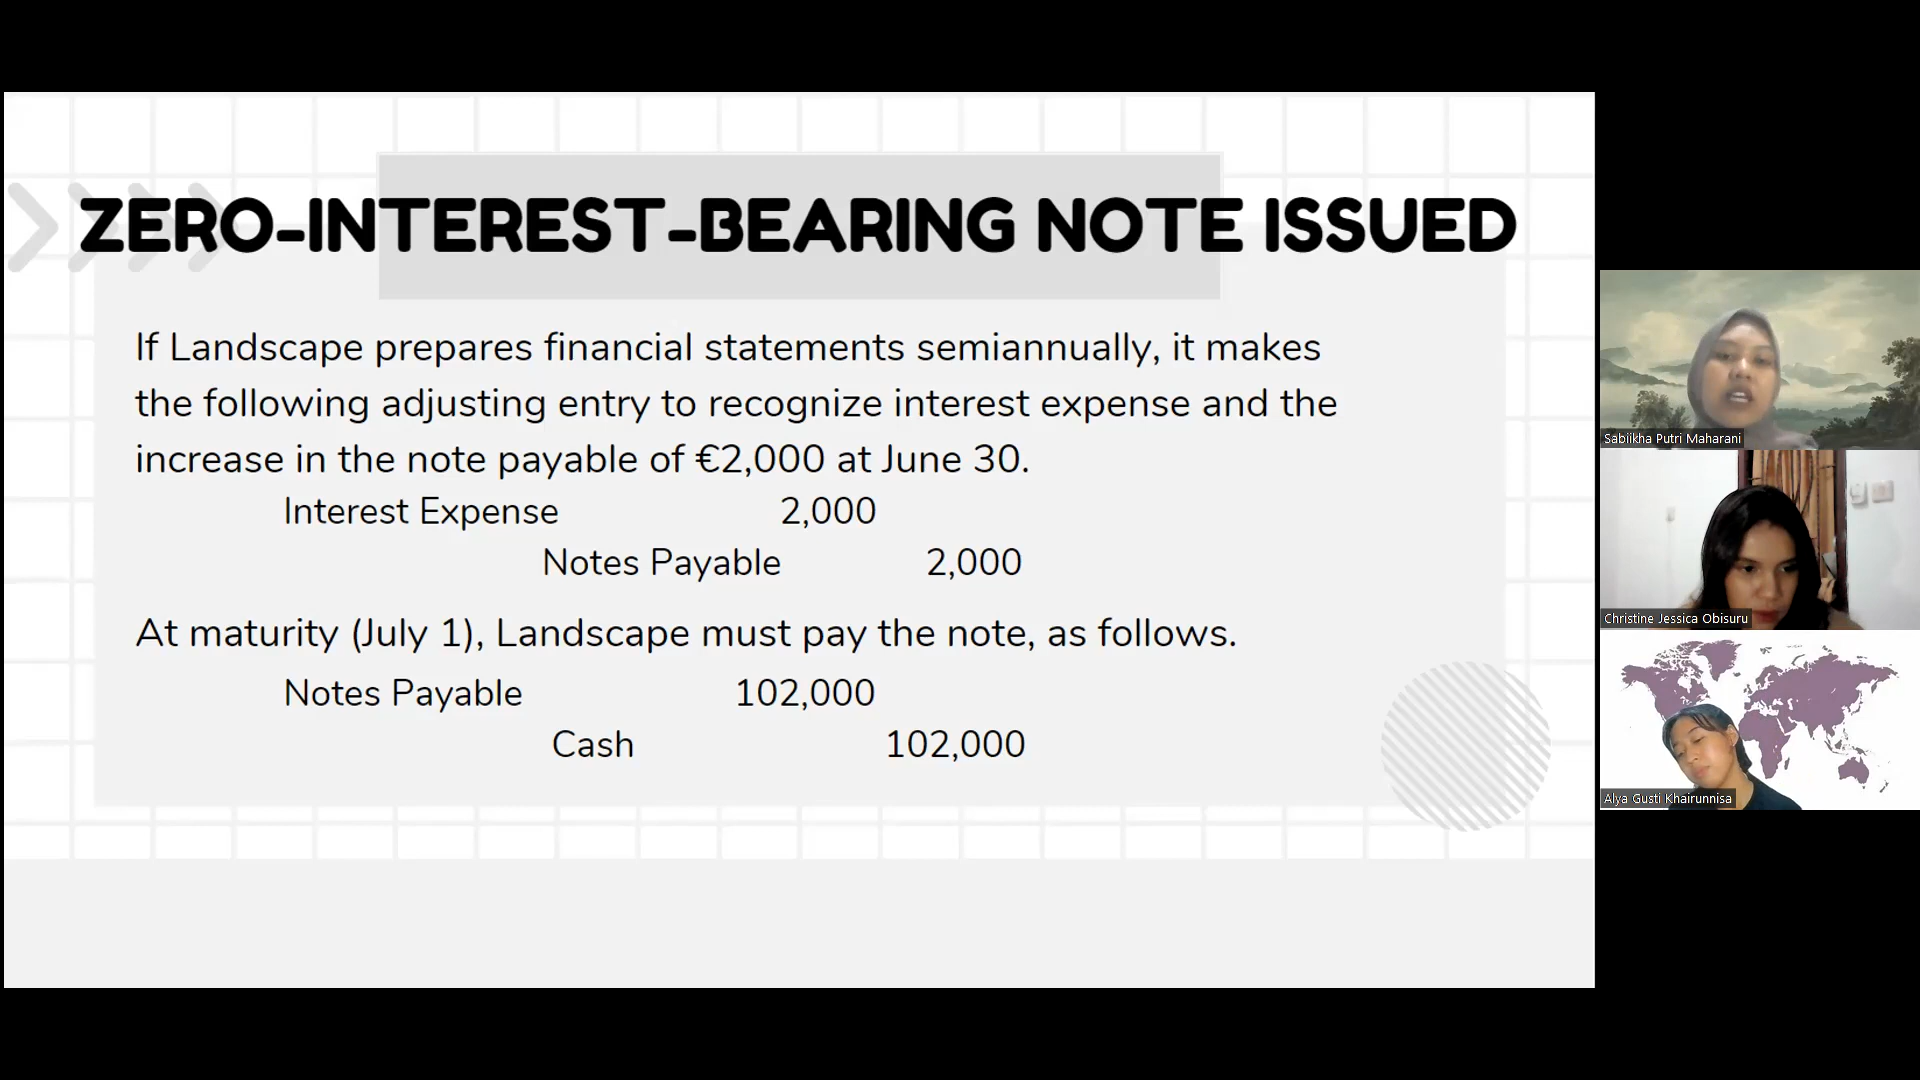 ZERO-INTEREST-BEARING NOTE ISSUED
If Landscape prepares financial statements semiannually, it makes
the following adjusting entry to recognize interest expense and the
increase in the note payable of €2,000 at June 30.
Interest Expense 2,000
Notes Payable 2,000
At maturity (July 1), Landscape must pay the note, as follows.
Notes Payable 102,000
Cash 102,000
Sabiikha Putri Maharani
Christine Jessica Obisuru
Alya Gusti Khairunnisa